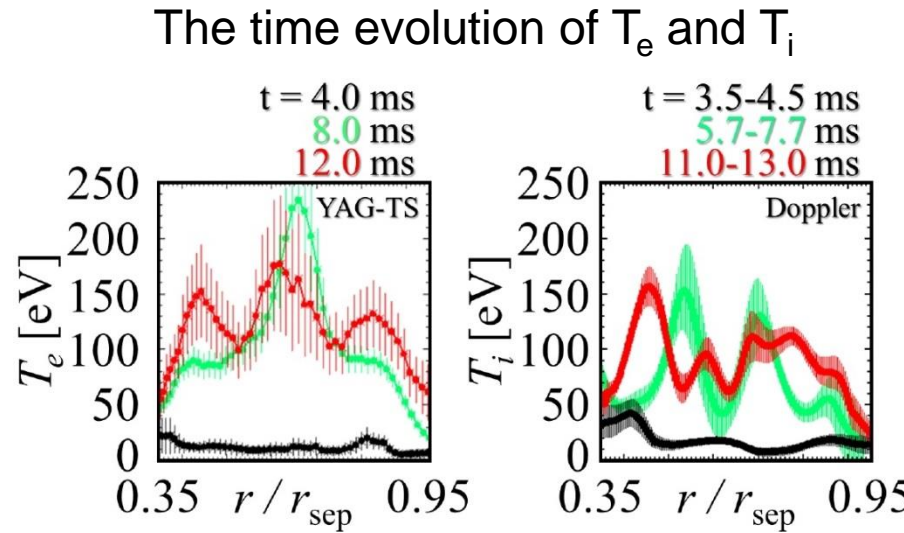 The time evolution of Te and Ti
t = 4.0 ms
8.0 ms
12.0 ms
250
200
150
100
50
0
Te [eV]
YAG-TS
0.35 r / rsep 0.95
t = 3.5-4.5 ms
5.7-7.7 ms
11.0-13.0 ms
250
200
150
100
50
0
Ti [eV]
Doppler
0.35 r / rsep 0.95